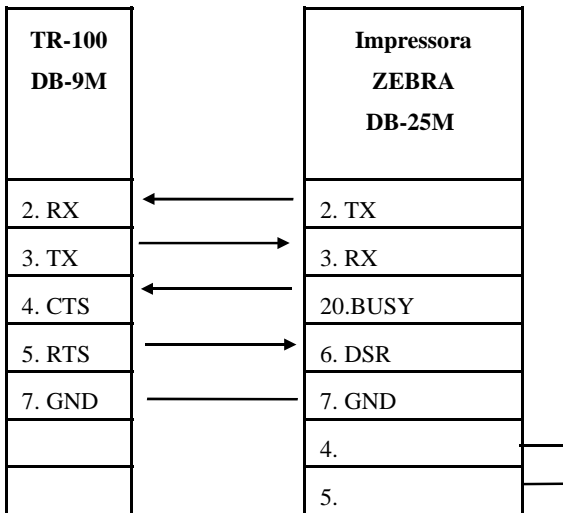 TR-100
DB-9M
Impressora
ZEBRA
DB-25M
2. RX
2. TX
3. TX
3. RX
4. CTS
20.BUSY
5. RTS
6. DSR
7. GND
7. GND
4.
5.